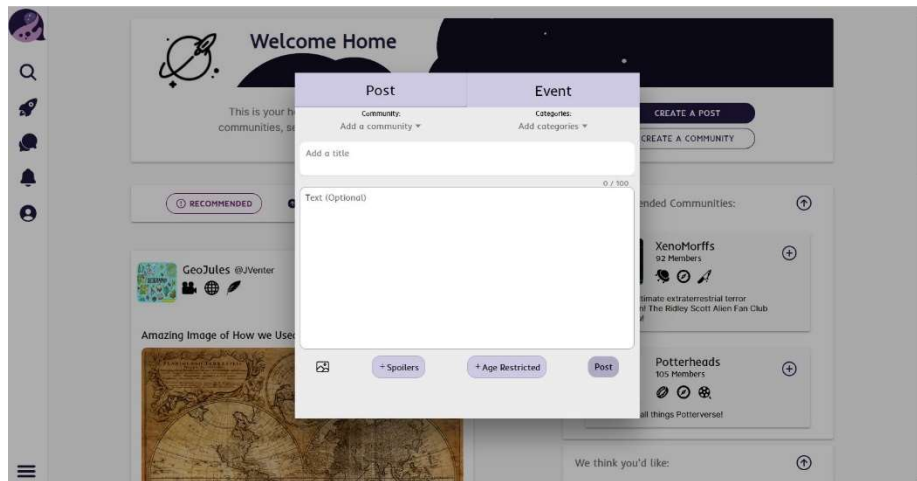 Welcome Home
This is your h
communities, se
CREATE A POST
CREATE A COMMUNITY
Post
Event
Community:
Add a community
Categories:
Add categories
Add a title
0 / 100
Text (Optional)
+ Spoilers
+ Age Restricted
Post
RECOMMENDED
GeoJules @JVenter
Amazing Image of How we Use
nded Communities:
XenoMorffs
92 Members
timate extraterrestrial terror
The Ridley Scott Alien Fan Club
Potterheads
105 Members
all things Potterverse!
We think you'd like: